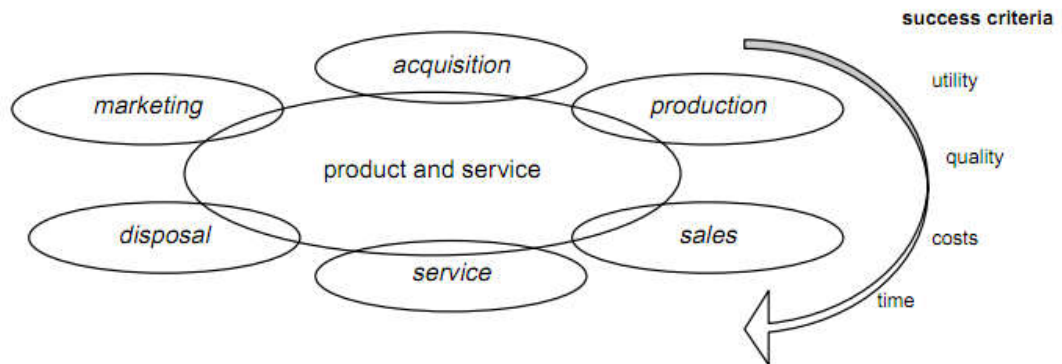 success criteria
acquisition
marketing
production
utility
product and service
quality
disposal
sales
costs
service
time